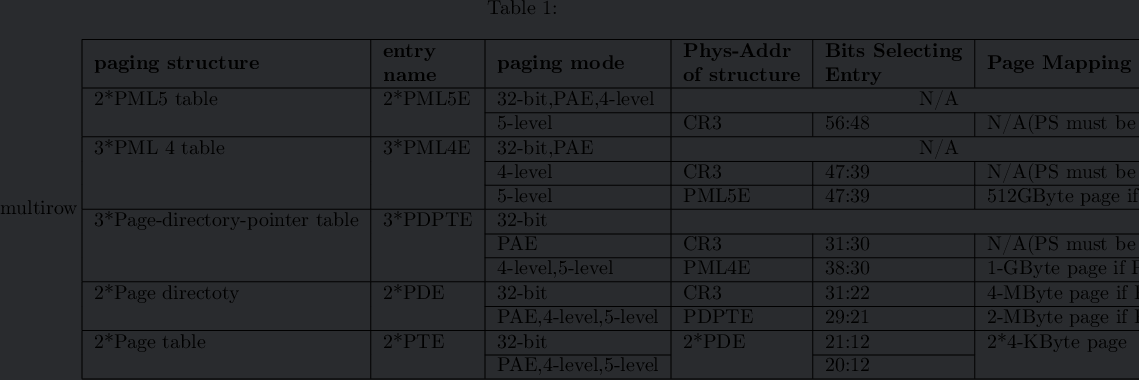 Table 1:
paging structure entry name paging mode Phys-Addr of structure Bits Selecting Entry Page Mapping
2*PML5 table 2*PML5E 32-bit,PAE,4-level N/A
5-level CR3 56:48 N/A(PS must be
3*PML 4 table 3*PML4E 32-bit,PAE N/A
4-level CR3 47:39 N/A(PS must be
5-level PML5E 47:39 512GByte page if
multirow
3*Page-directory-pointer table 3*PDPTE 32-bit
PAE CR3 31:30 N/A(PS must be
4-level,5-level PML4E 38:30 1-GByte page if
2*Page directoty 2*PDE 32-bit CR3 31:22 4-MByte page if
PAE,4-level,5-level PDPTE 29:21 2-MByte page if
2*Page table 2*PTE 32-bit 2*PDE 21:12 2*4-KByte page
PAE,4-level,5-level 20:12